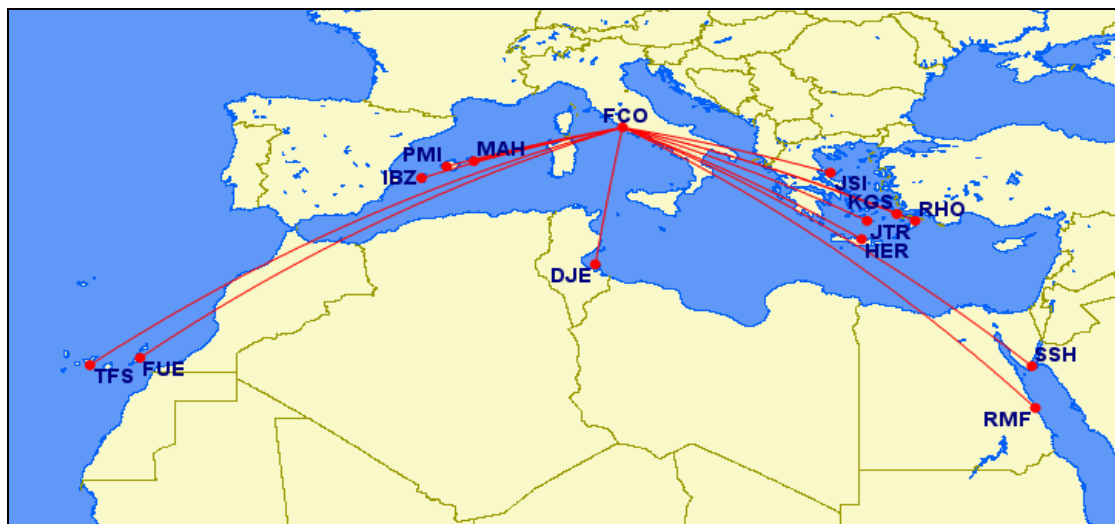 FCO
PMI
MAH
IBZ
JSI
KGS
RHO
JTR
HER
DJE
TFS
FUE
SSH
RMF